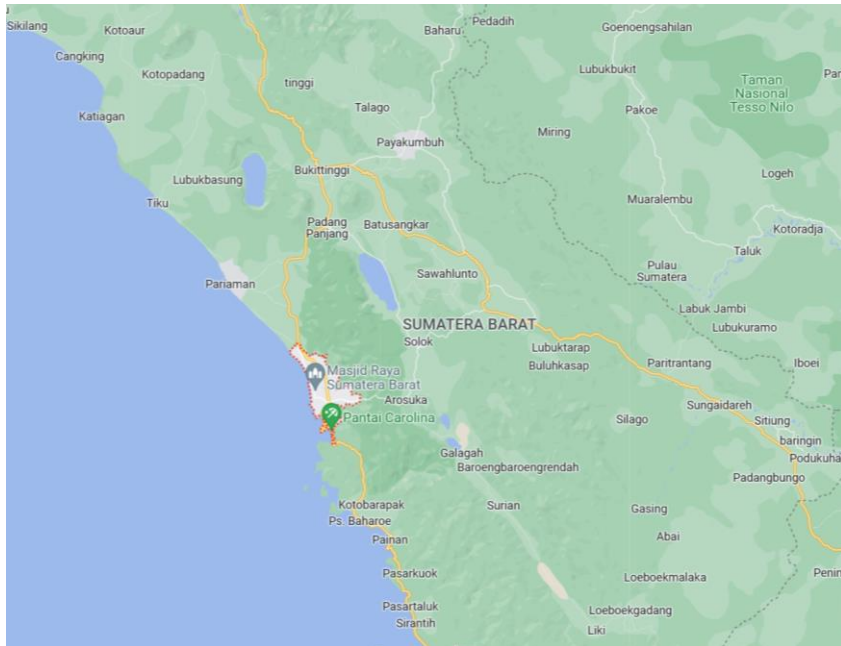 Sikilang
Kotoaur
Baharu
Pedadih
Goenoengsahilan
Cangking
Kotopadang
tinggi
Lubukbukit
Taman
Nasional
Tesso Nilo
Katiagan
Talago
Pakoe
Payakumbuh
Miring
Lubukbasung
Bukittinggi
Logeh
Tiku
Muaralembu
Padang
Panjang
Batusangkar
Kotoradja
Taluk
Pariaman
Sawahlunto
Pulau
Sumatera
Labuk Jambi
SUMATERA BARAT
Lubukuramo
Solok
Lubuktarap
Buluhkasap
Paritrantang
Iboei
Masjid Raya
Sumatera Barat
Arosuka
Sungaidareh
Pantai Carolina
Silago
Sitiung
baringin
Galagah
Podukuha
Baroengbaroengrendah
Padangbungo
Kotobarapak
Surian
Gasing
Ps. Baharoe
Abai
Painan
Pasarkuok
Loeboekmalaka
Penin
Pasartaluk
Loeboekgadang
Sirantih
Liki